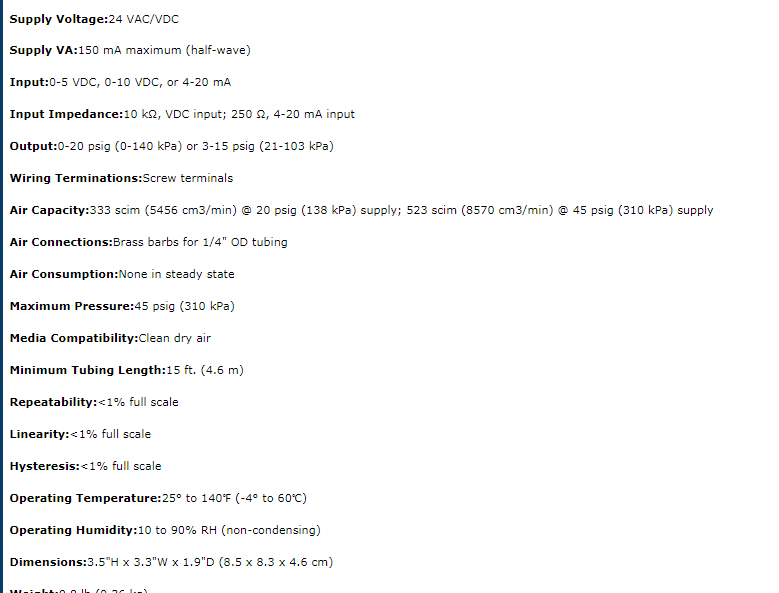 Supply Voltage:24 VAC/VDC
Supply VA:150 mA maximum (half-wave)
Input:0-5 VDC, 0-10 VDC, or 4-20 mA
Input Impedance:10 kΩ, VDC input; 250 Ω, 4-20 mA input
Output:0-20 psig (0-140 kPa) or 3-15 psig (21-103 kPa)
Wiring Terminations:Screw terminals
Air Capacity:333 scim (5456 cm3/min) @ 20 psig (138 kPa) supply; 523 scim (8570 cm3/min) @ 45 psig (310 kPa) supply
Air Connections:Brass barbs for 1/4" OD tubing
Air Consumption:None in steady state
Maximum Pressure:45 psig (310 kPa)
Media Compatibility:Clean dry air
Minimum Tubing Length:15 ft. (4.6 m)
Repeatability:<1% full scale
Linearity:<1% full scale
Hysteresis:<1% full scale
Operating Temperature:25° to 140℉ (-4° to 60℃)
Operating Humidity:10 to 90% RH (non-condensing)
Dimensions:3.5"H x 3.3"W x 1.9"D (8.5 x 8.3 x 4.6 cm)